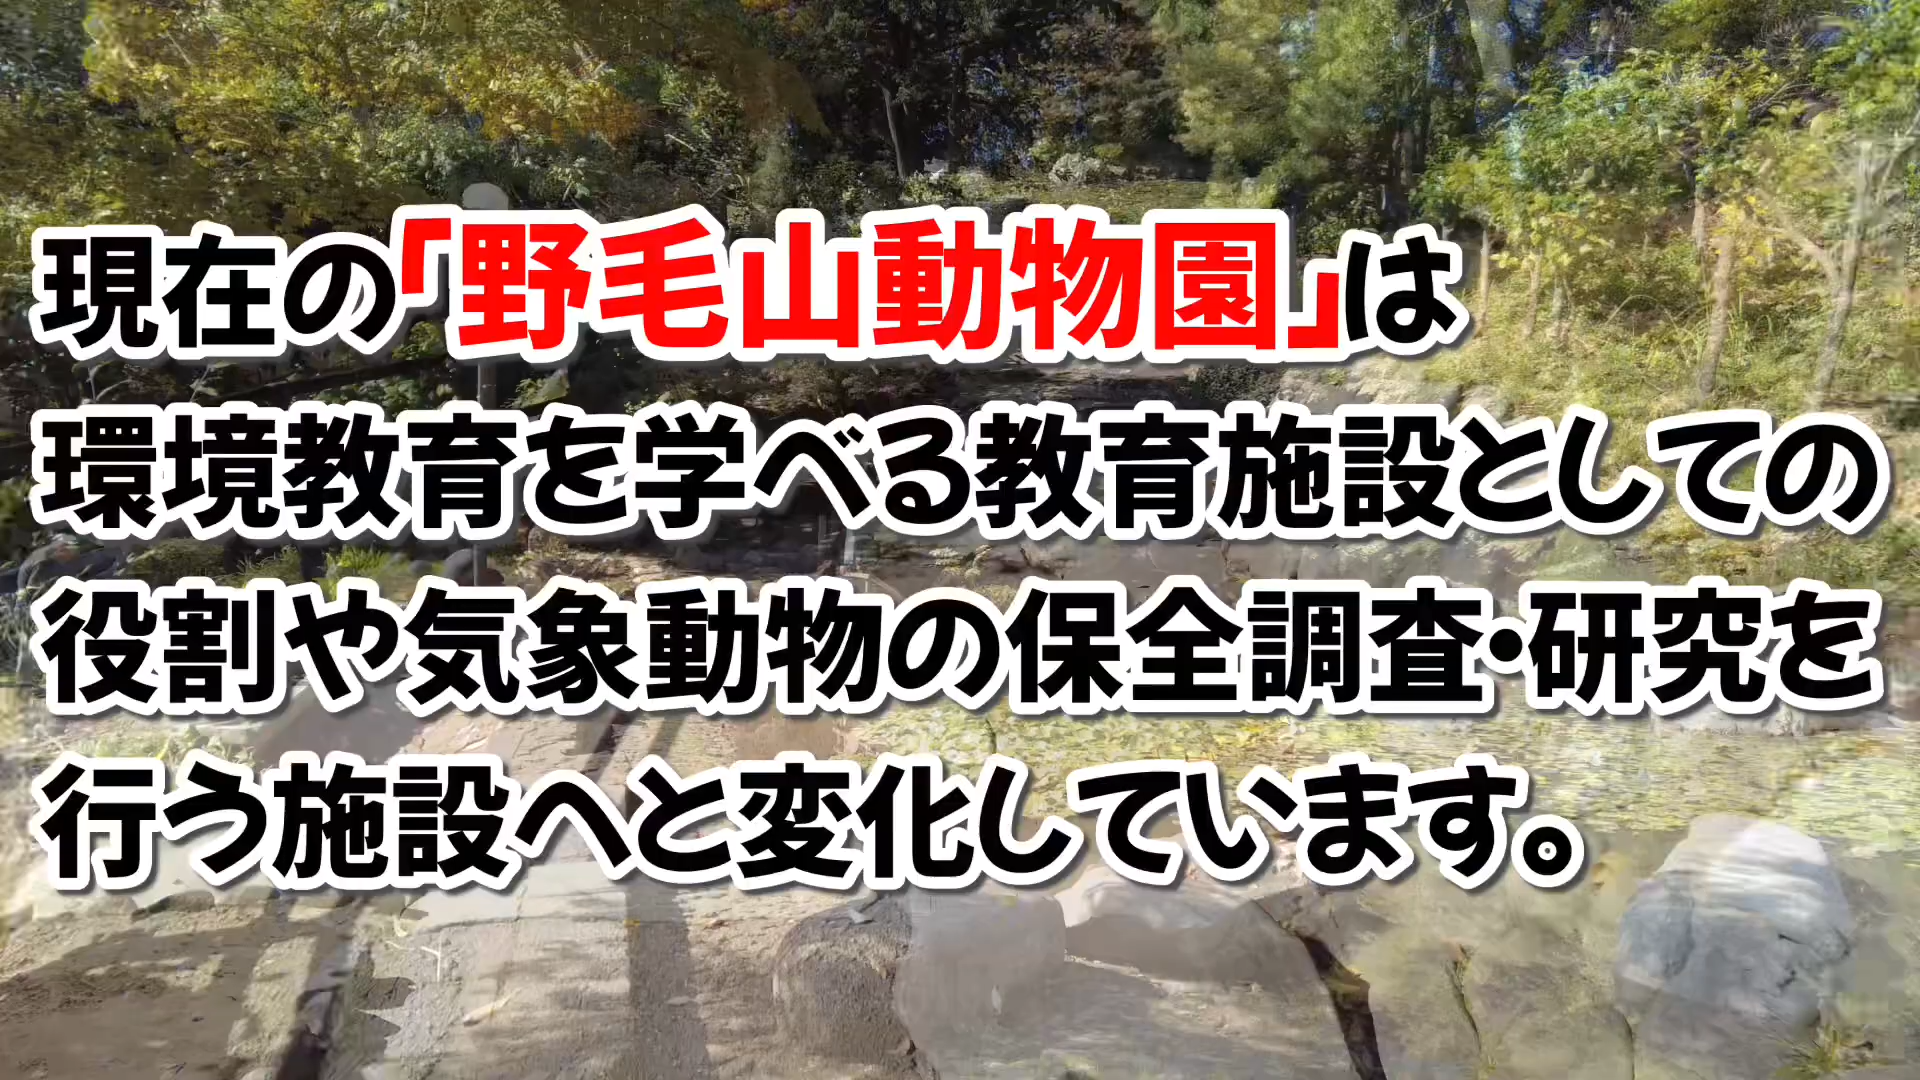 現在の「野毛山動物園」は
環境教育を学べる教育施設としての
役割や気象動物の保全調査・研究を
行う施設へと変化しています。